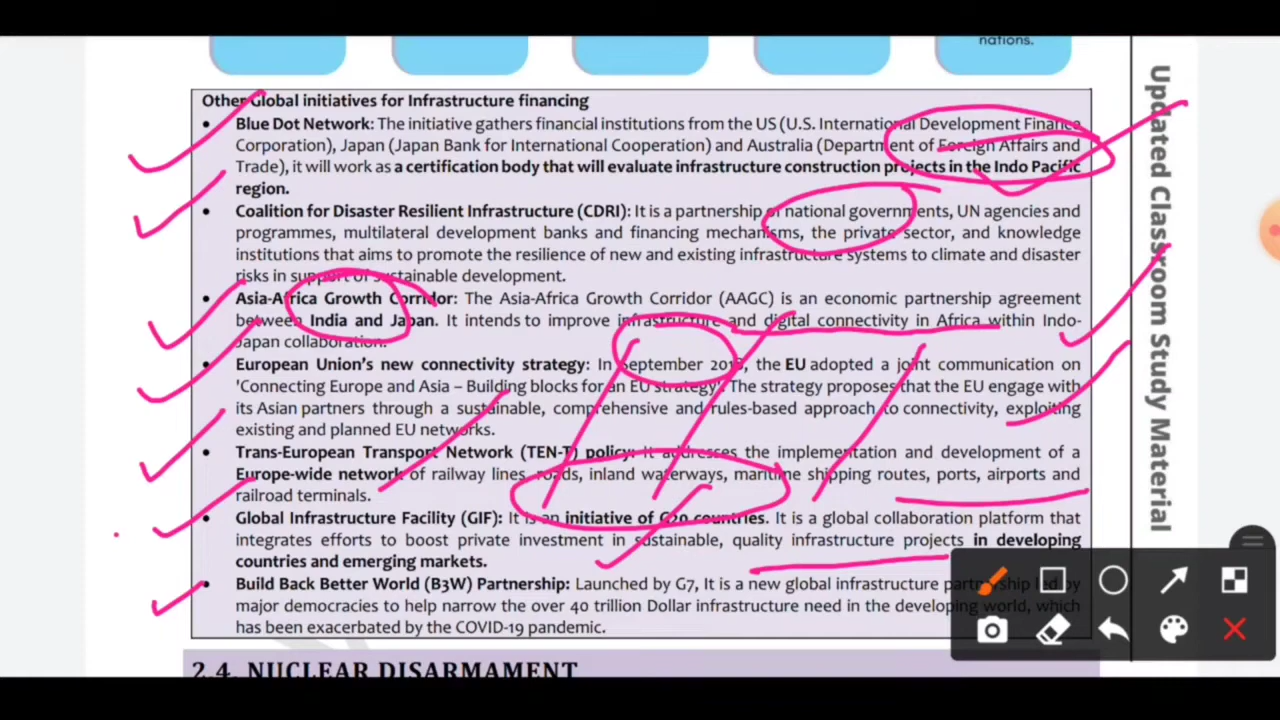 nations.
Other Global initiatives for Infrastructure financing
• Blue Dot Network: The initiative gathers financial institutions from the US (U.S. International Development Finance
Corporation), Japan (Japan Bank for International Cooperation) and Australia (Department of Foreign Affairs and
Trade), it will work as a certification body that will evaluate infrastructure construction projects in the Indo Pacific
region.
• Coalition for Disaster Resilient Infrastructure (CDRI): It is a partnership of national governments, UN agencies and
programmes, multilateral development banks and financing mechanisms, the private sector, and knowledge
institutions that aims to promote the resilience of new and existing infrastructure systems to climate and disaster
risks in support of sustainable development.
• Asia-Africa Growth Corridor: The Asia-Africa Growth Corridor (AAGC) is an economic partnership agreement
between India and Japan. It intends to improve infrastructure and digital connectivity in Africa within Indo-
Japan collaboration.
• European Union's new connectivity strategy: In September 2018, the EU adopted a joint communication on
'Connecting Europe and Asia – Building blocks for an EU strategy'. The strategy proposes that the EU engage with
its Asian partners through a sustainable, comprehensive and rules-based approach to connectivity, exploiting
existing and planned EU networks.
• Trans-European Transport Network (TEN-T) policy: It addresses the implementation and development of a
Europe-wide network of railway lines, roads, inland waterways, maritime shipping routes, ports, airports and
railroad terminals.
• Global Infrastructure Facility (GIF): It is an initiative of G20 countries. It is a global collaboration platform that
integrates efforts to boost private investment in sustainable, quality infrastructure projects in developing
countries and emerging markets.
• Build Back Better World (B3W) Partnership: Launched by G7, It is a new global infrastructure partnership led by
major democracies to help narrow the over 40 trillion Dollar infrastructure need in the developing world, which
has been exacerbated by the COVID-19 pandemic.
2.4. NUCLEAR DISARMAMENT
Updated Classroom Study Material